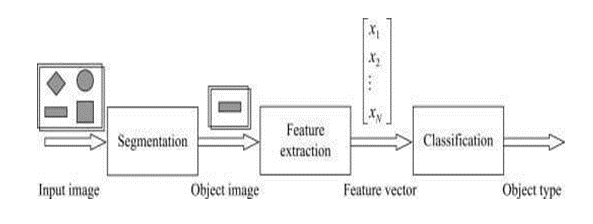 x1
x2
⋮
xN
Segmentation
Feature
extraction
Classification
Input image
Object image
Feature vector
Object type